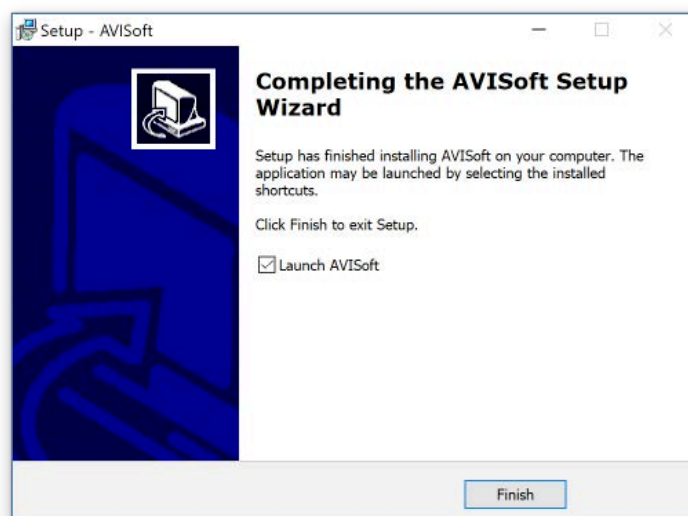 Setup - AVISoft
Completing the AVISoft Setup
Wizard
Setup has finished installing AVISoft on your computer. The
application may be launched by selecting the installed
shortcuts.
Click Finish to exit Setup.
Launch AVISoft
Finish